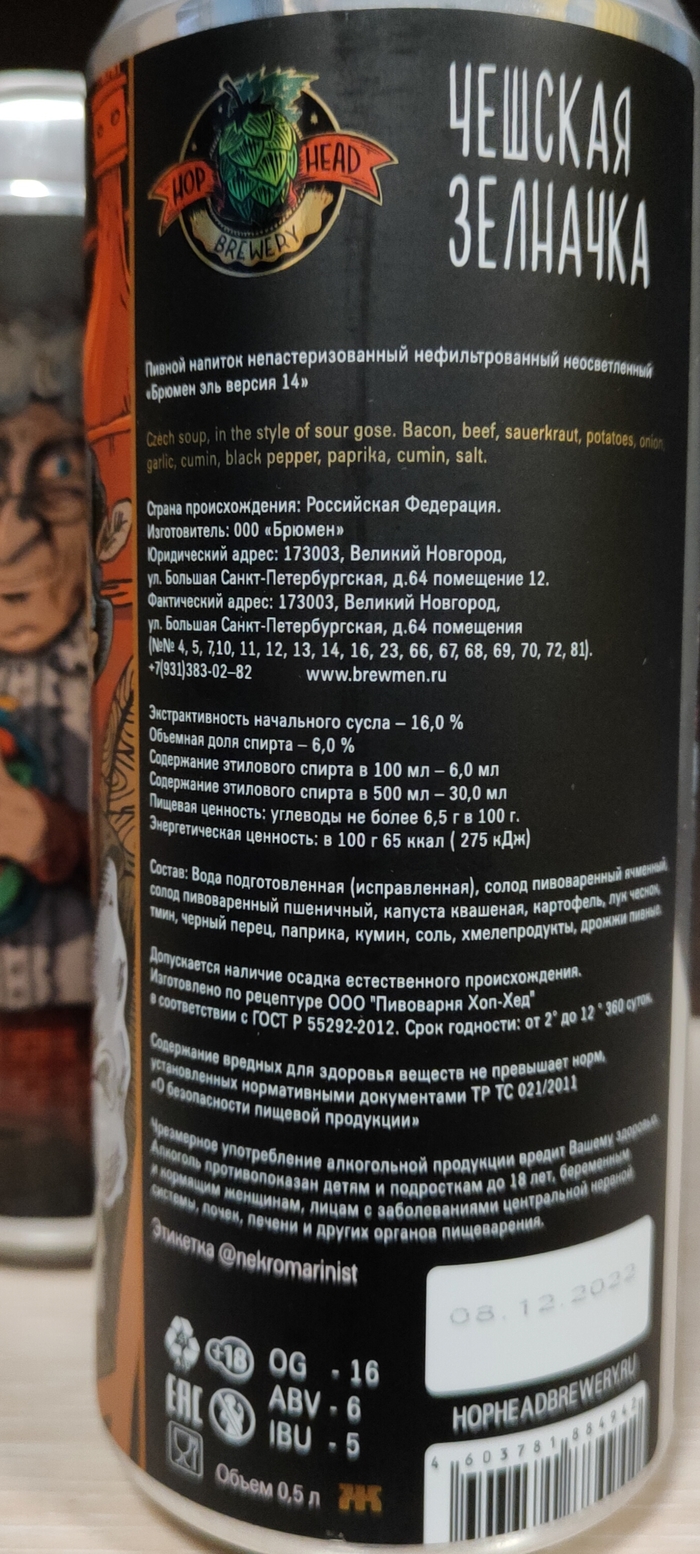 HOP HEAD
BREWERY
ЧЕШСКАЯ
ЗЕЛНАЧКА
Пивной напиток непастеризованный нефильтрованный неосветленный
«Брюмен эль версия 14»
Czech soup, in the style of sour gose. Bacon, beef, sauerkraut, potatoes, onion,
garlic, cumin, black pepper, paprika, cumin, salt.
Страна происхождения: Российская Федерация.
Изготовитель: ООО «Брюмен»
Юридический адрес: 173003, Великий Новгород,
ул. Большая Санкт-Петербургская, д.64 помещение 12.
Фактический адрес: 173003, Великий Новгород,
ул. Большая Санкт-Петербургская, д.64 помещения
(№№ 4, 5, 7,10, 11, 12, 13, 14, 16, 23, 66, 67, 68, 69, 70, 72, 81).
+7(931)383-02–82 www.brewmen.ru
Экстрактивность начального сусла – 16,0 %
Объемная доля спирта – 6,0 %
Содержание этилового спирта в 100 мл – 6,0 мл
Содержание этилового спирта в 500 мл – 30,0 мл
Пищевая ценность: углеводы не более 6,5 г в 100 г.
Энергетическая ценность: в 100 г 65 ккал ( 275 кДж)
Состав: Вода подготовленная (исправленная), солод пивоваренный ячменный,
солод пивоваренный пшеничный, капуста квашеная, картофель, лук чеснок,
тмин, черный перец, паприка, кумин, соль, хмелепродукты, дрожжи пивные.
Допускается наличие осадка естественного происхождения.
Изготовлено по рецептуре ООО "Пивоварня Хоп-Хед"
в соответствии с ГОСТ Р 55292-2012. Срок годности: от 2° до 12 ° 360 суток.
Содержание вредных для здоровья веществ не превышает норм,
установленных нормативными документами ТР ТС 021/2011
«О безопасности пищевой продукции»
Чрезмерное употребление алкогольной продукции вредит Вашему здоровью.
Алкоголь противопоказан детям и подросткам до 18 лет, беременным
и кормящим женщинам, лицам с заболеваниями центральной нервной
системы, почек, печени и других органов пищеварения.
Этикетка @nekromarinist
08.12.2022
+18
OG - 16
ABV - 6
IBU - 5
EAC
HOPHEADBREWERY.RU
Объем 0,5 л
4 603781 884942